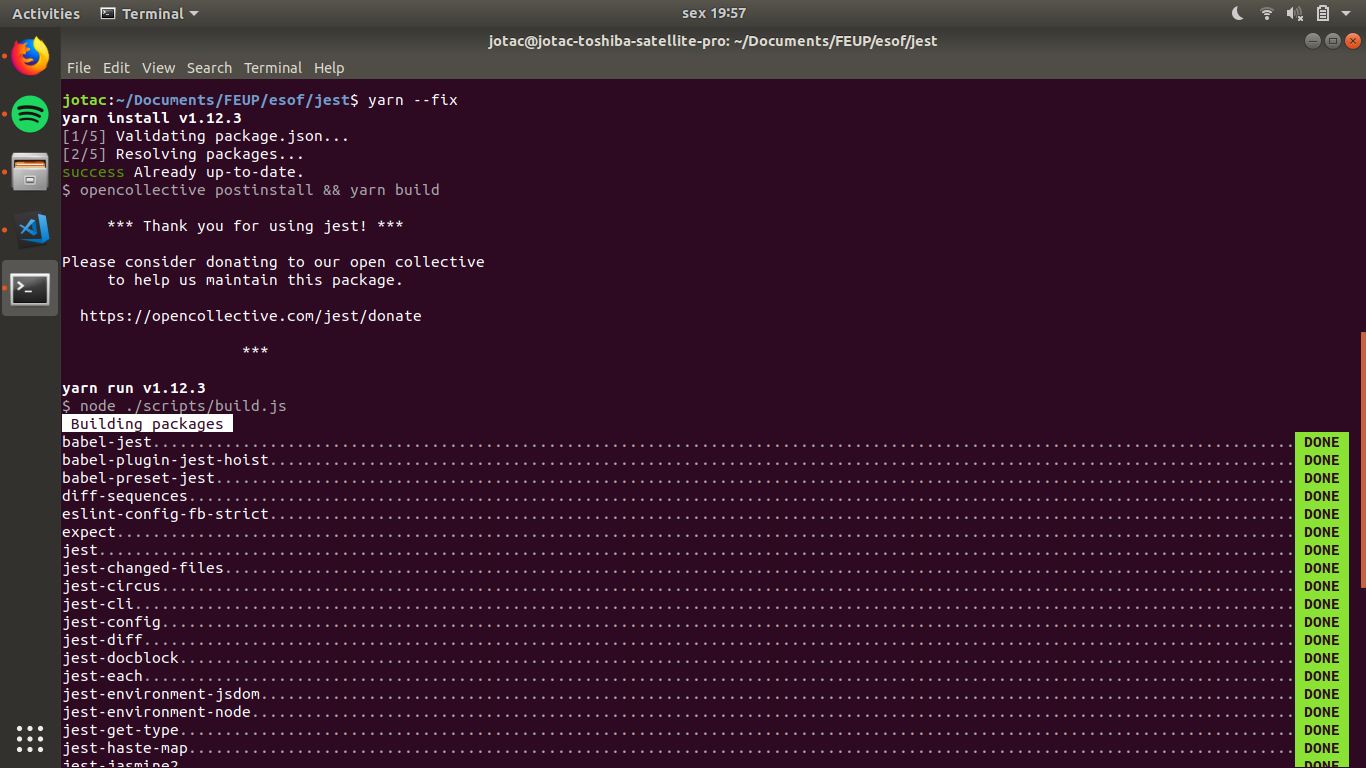 Activities Terminal sex 19:57
jotac@jotac-toshiba-satellite-pro: ~/Documents/FEUP/esof/jest
File Edit View Search Terminal Help
jotac:~/Documents/FEUP/esof/jest$ yarn --fix
yarn install v1.12.3
[1/5] Validating package.json...
[2/5] Resolving packages...
success Already up-to-date.
$ opencollective postinstall && yarn build
*** Thank you for using jest! ***
Please consider donating to our open collective
to help us maintain this package.
https://opencollective.com/jest/donate
***
yarn run v1.12.3
$ node ./scripts/build.js
Building packages
babel-jest............................................................................................................................... DONE
babel-plugin-jest-hoist.................................................................................................................. DONE
babel-preset-jest........................................................................................................................ DONE
diff-sequences........................................................................................................................... DONE
eslint-config-fb-strict.................................................................................................................. DONE
expect................................................................................................................................... DONE
jest..................................................................................................................................... DONE
jest-changed-files....................................................................................................................... DONE
jest-circus.............................................................................................................................. DONE
jest-cli................................................................................................................................. DONE
jest-config.............................................................................................................................. DONE
jest-diff................................................................................................................................ DONE
jest-docblock............................................................................................................................ DONE
jest-each................................................................................................................................ DONE
jest-environment-jsdom................................................................................................................... DONE
jest-environment-node.................................................................................................................... DONE
jest-get-type............................................................................................................................ DONE
jest-haste-map........................................................................................................................... DONE
jest-jasmine2............................................................................................................................ DONE